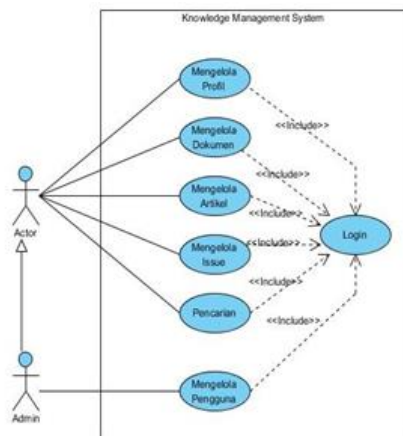 Knowledge Management System
Mengelola
Profil
<<Include>>
Mengelola
Dokumen
<<Include>>
Mengelola
Artikel
<<Include>>
Actor
Login
Mengelola
Issue
<<Include>>
Pencarian
<<Include>>
<<Include>>
Mengelola
Pengguna
Admin